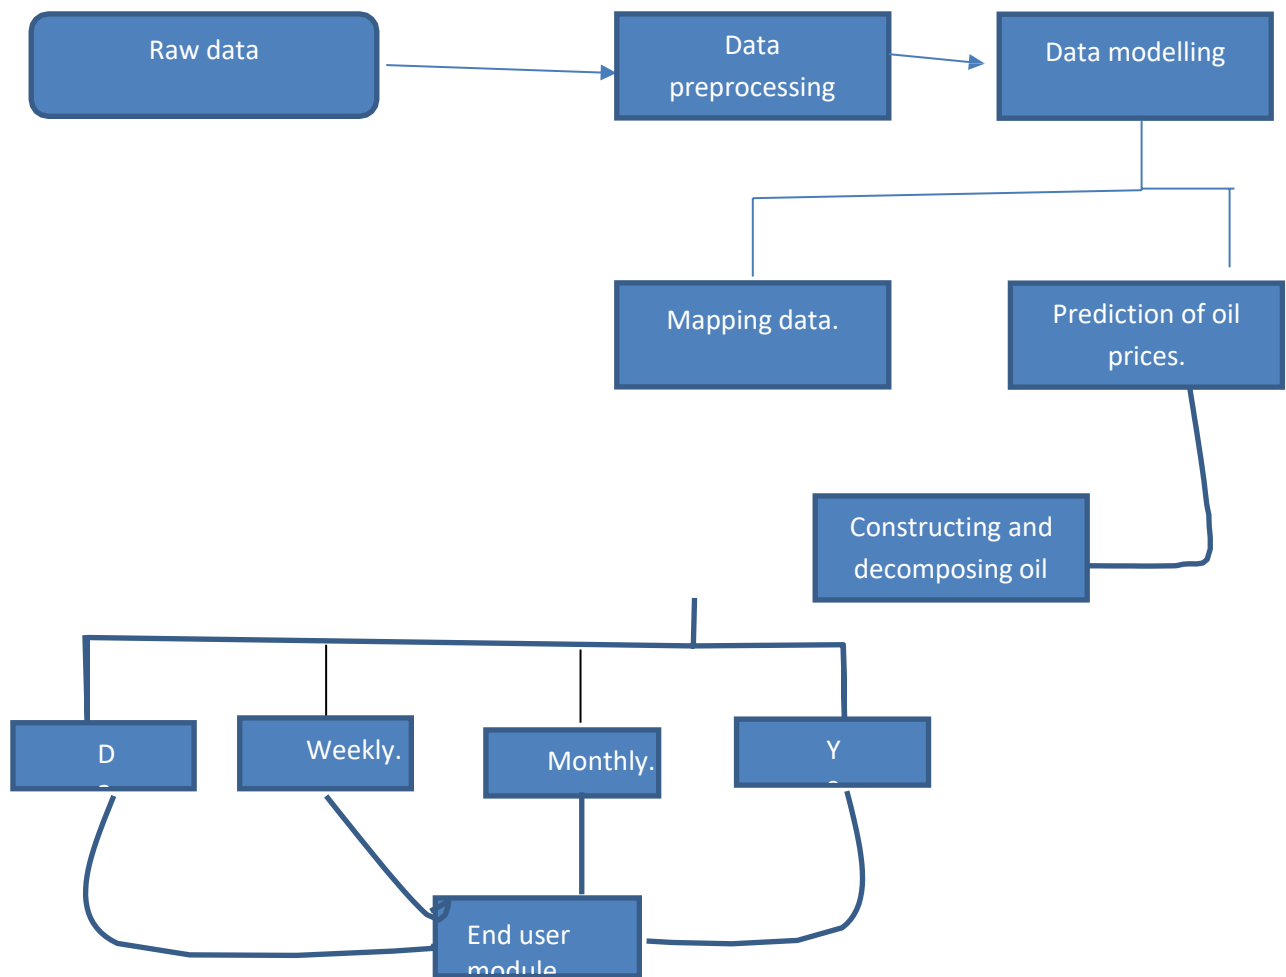 Raw data
Data
preprocessing
Data modelling
Mapping data.
Prediction of oil
prices.
Constructing and
decomposing oil
D
Weekly.
Monthly.
Y
End user
module